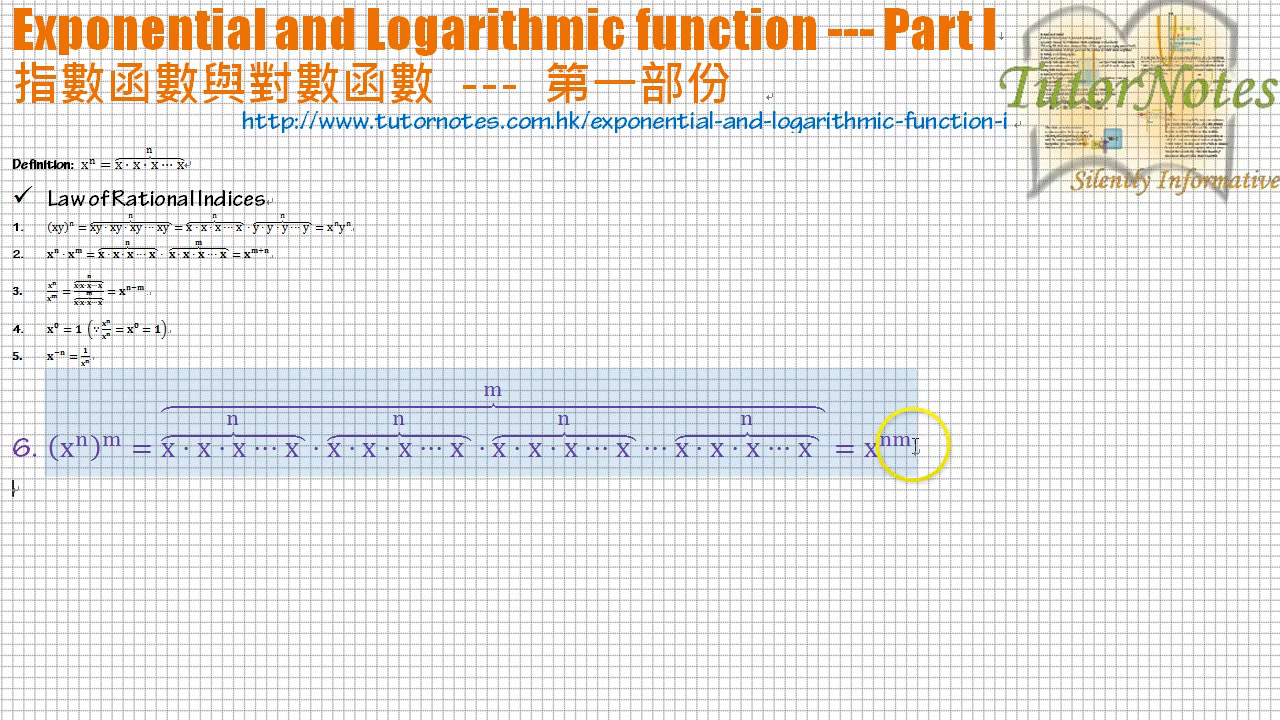 Exponential and Logarithmic function --- Part I
指數函數與對數函數 --- 第一部份
http://www.tutornotes.com.hk/exponential-and-logarithmic-function-i
TutorNotes
Silently Informative
Definition: xⁿ = x · x · x ··· x (n)
✓ Law of Rational Indices
1. (xy)ⁿ = xy · xy · xy ··· xy (n) = x · x · x ··· x (n) · y · y · y ··· y (n) = xⁿyⁿ
2. xⁿ · xᵐ = x · x · x ··· x (n) · x · x · x ··· x (m) = xᵐ⁺ⁿ
3. xⁿ/xᵐ = x·x·x···x (n) / x·x·x···x (m) = xⁿ⁻ᵐ
4. x⁰ = 1 (∵ xⁿ/xⁿ = x⁰ = 1)
5. x⁻ⁿ = 1/xⁿ
m
n n n n
6. (xⁿ)ᵐ = x · x · x ··· x · x · x · x ··· x · x · x · x ··· x ··· x · x · x ··· x = xⁿᵐ